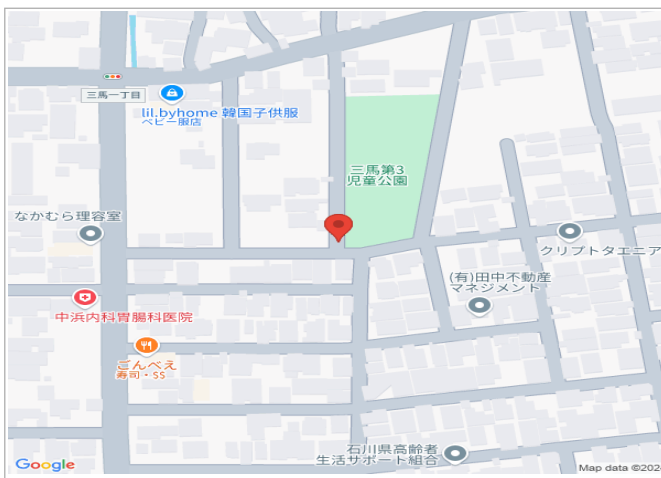 三馬一丁目
lil.byhome 韓国子供服
ベビー服店
三馬第3
児童公園
なかむら理容室
クリプトタエニア
(有)田中不動産
マネジメント
中浜内科胃腸科医院
ごんべえ
寿司・$$
石川県高齢者
生活サポート組合
Google
Map data ©202